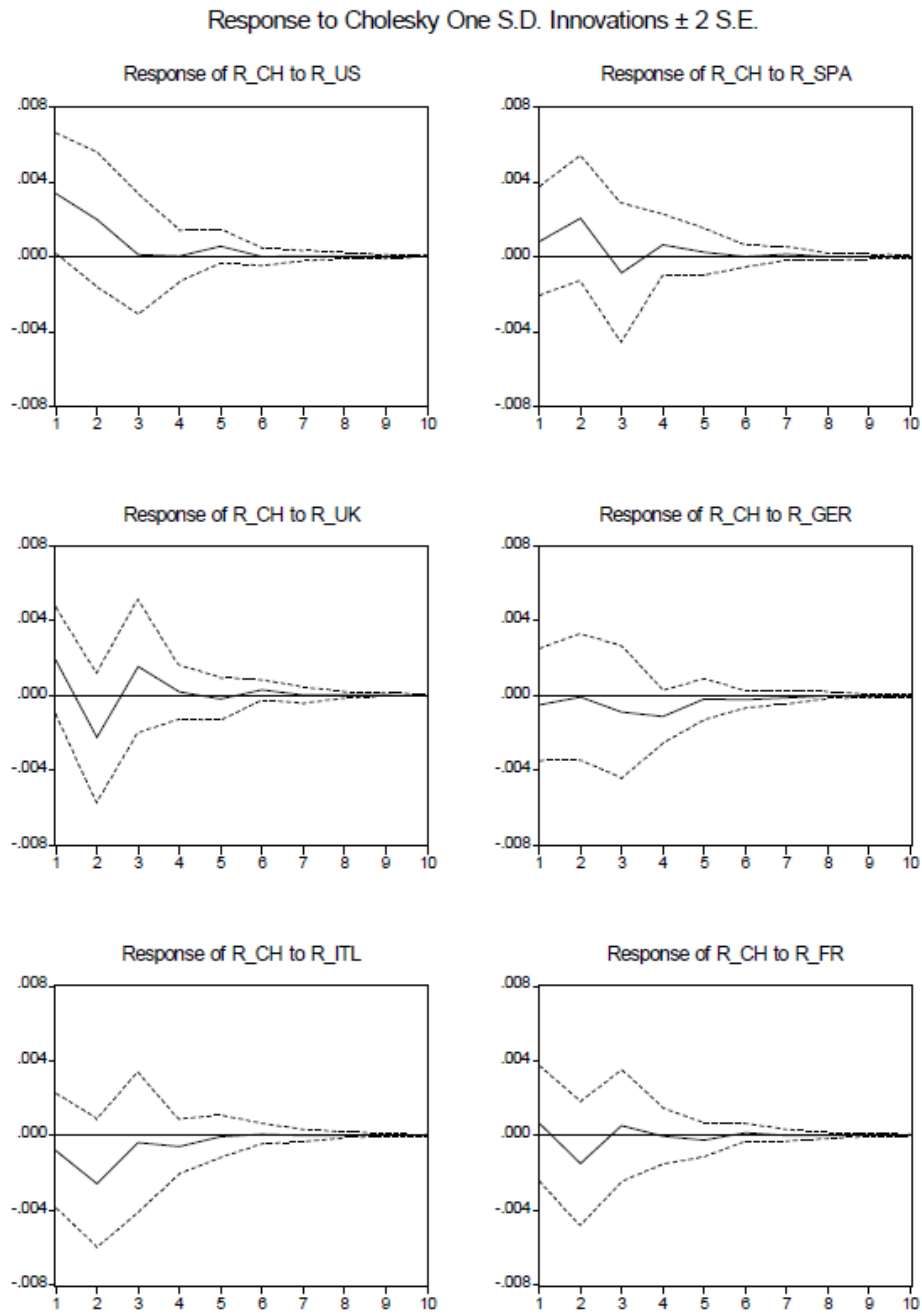 Response to Cholesky One S.D. Innovations ± 2 S.E.
Response of R_CH to R_US
.008
.004
.000
-.004
-.008
1 2 3 4 5 6 7 8 9 10
Response of R_CH to R_SPA
.008
.004
.000
-.004
-.008
1 2 3 4 5 6 7 8 9 10
Response of R_CH to R_UK
.008
.004
.000
-.004
-.008
1 2 3 4 5 6 7 8 9 10
Response of R_CH to R_GER
.008
.004
.000
-.004
-.008
1 2 3 4 5 6 7 8 9 10
Response of R_CH to R_ITL
.008
.004
.000
-.004
-.008
1 2 3 4 5 6 7 8 9 10
Response of R_CH to R_FR
.008
.004
.000
-.004
-.008
1 2 3 4 5 6 7 8 9 10